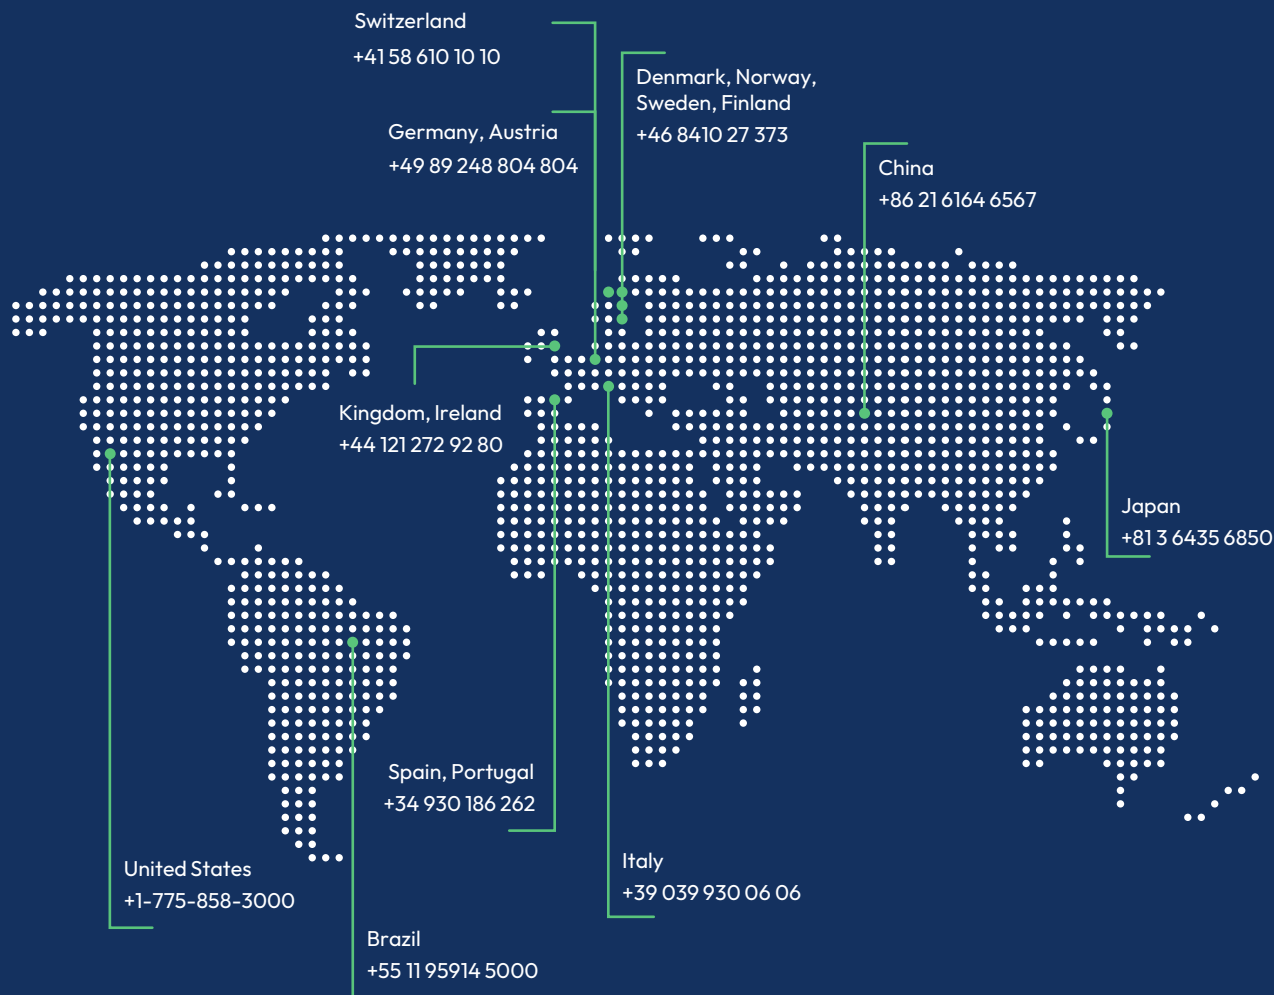 Switzerland
+41 58 610 10 10
Denmark, Norway,
Sweden, Finland
+46 8410 27 373
Germany, Austria
+49 89 248 804 804
China
+86 21 6164 6567
Kingdom, Ireland
+44 121 272 92 80
Japan
+81 3 6435 6850
Spain, Portugal
+34 930 186 262
United States
+1-775-858-3000
Italy
+39 039 930 06 06
Brazil
+55 11 95914 5000